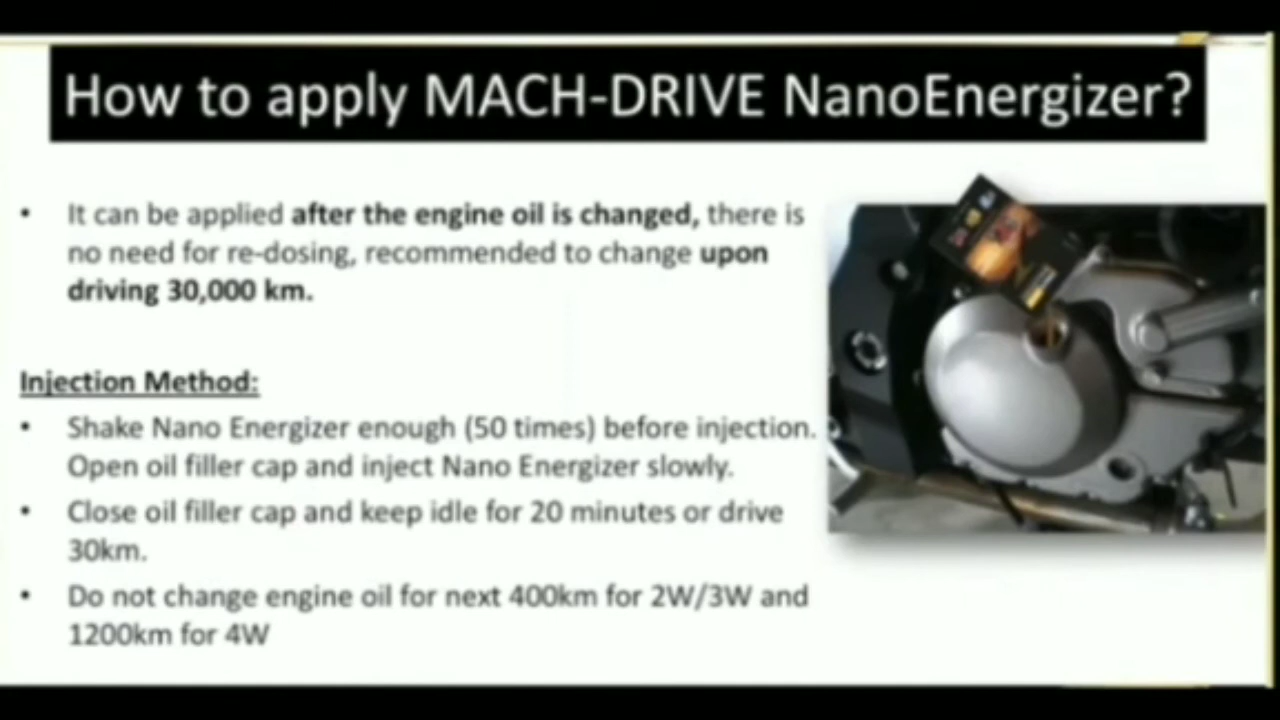 How to apply MACH-DRIVE NanoEnergizer?
• It can be applied after the engine oil is changed, there is
no need for re-dosing, recommended to change upon
driving 30,000 km.
Injection Method:
• Shake Nano Energizer enough (50 times) before injection.
Open oil filler cap and inject Nano Energizer slowly.
• Close oil filler cap and keep idle for 20 minutes or drive
30km.
• Do not change engine oil for next 400km for 2W/3W and
1200km for 4W